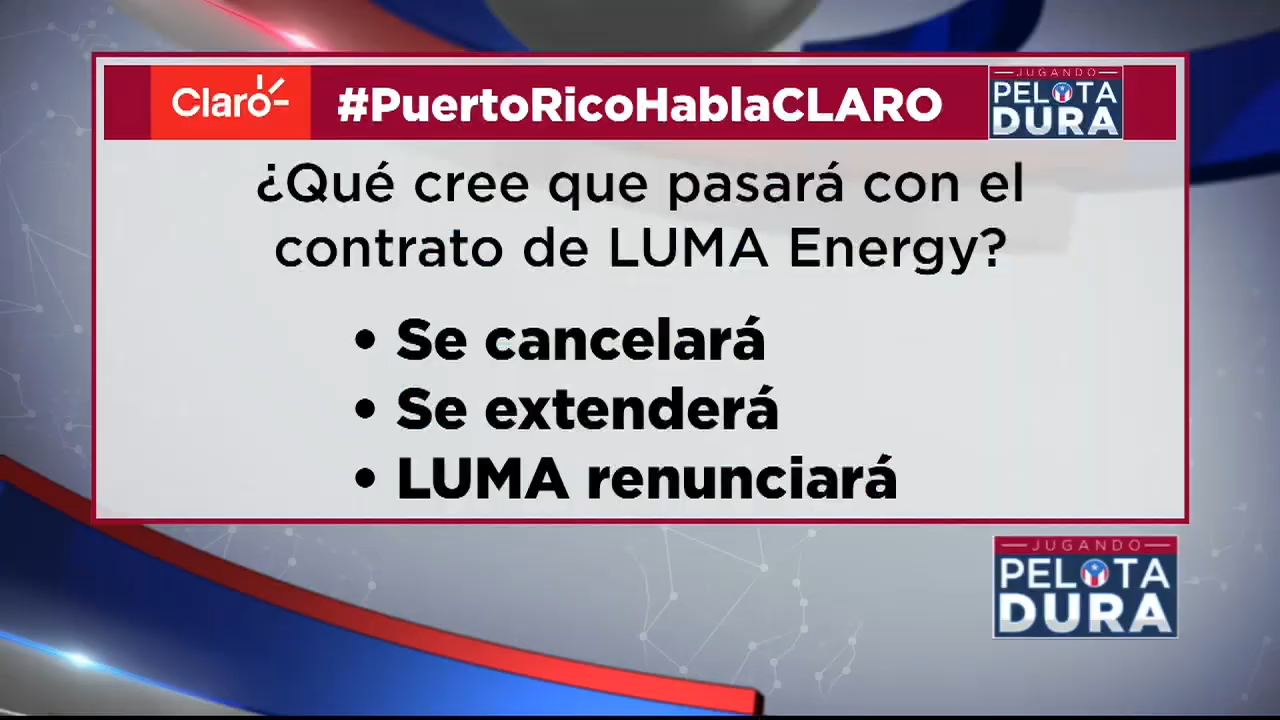 Claro
#PuertoRicoHablaCLARO
JUGANDO
PELOTA
DURA
¿Qué cree que pasará con el
contrato de LUMA Energy?
• Se cancelará
• Se extenderá
• LUMA renunciará
JUGANDO
PELOTA
DURA